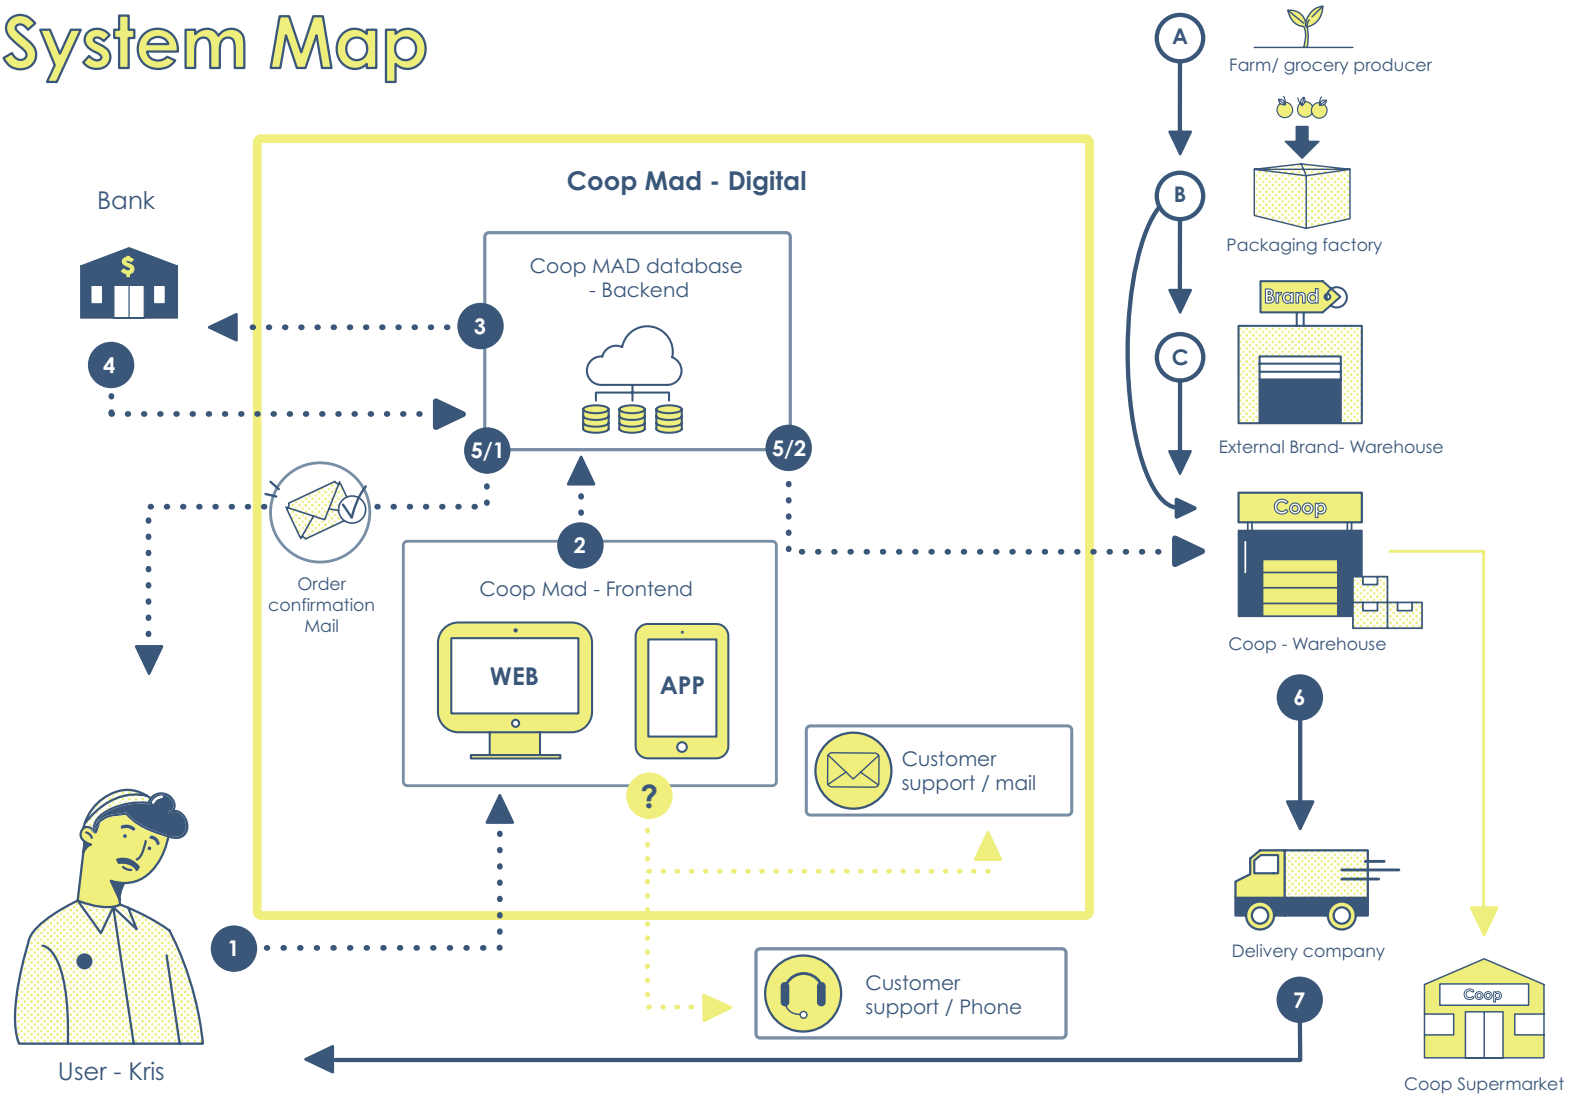 System Map
A
Farm/ grocery producer
B
Packaging factory
Brand
C
External Brand- Warehouse
Coop
Coop - Warehouse
Coop Mad - Digital
Bank
$
Coop MAD database
- Backend
3
4
5/1
5/2
2
Order
confirmation
Mail
Coop Mad - Frontend
WEB
APP
?
Customer
support / mail
6
1
Customer
support / Phone
Delivery company
7
Coop
User - Kris
Coop Supermarket